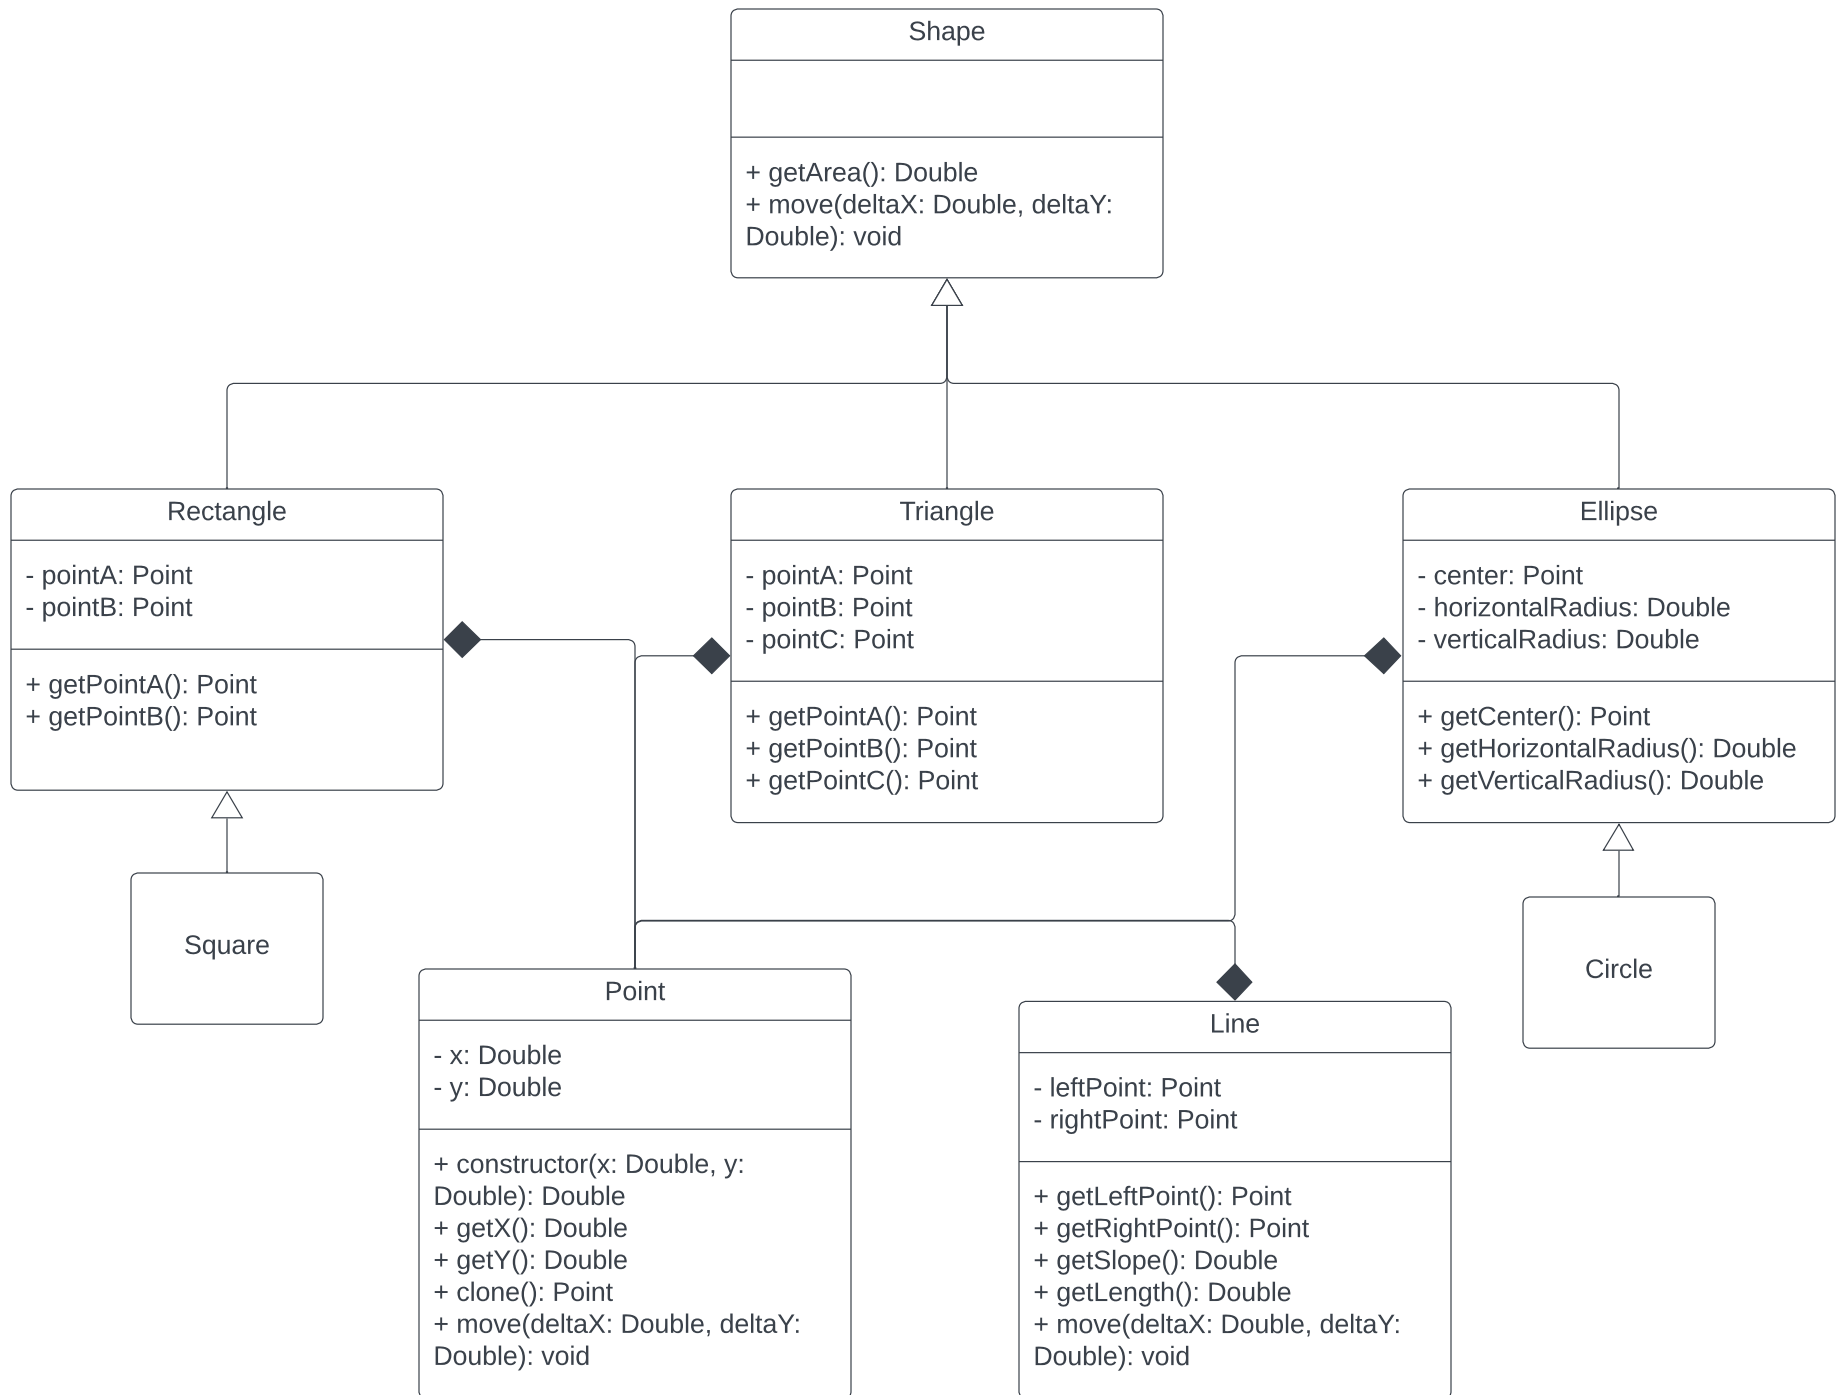 Shape
+ getArea(): Double
+ move(deltaX: Double, deltaY:
Double): void
Rectangle
- pointA: Point
- pointB: Point
+ getPointA(): Point
+ getPointB(): Point
Triangle
- pointA: Point
- pointB: Point
- pointC: Point
+ getPointA(): Point
+ getPointB(): Point
+ getPointC(): Point
Ellipse
- center: Point
- horizontalRadius: Double
- verticalRadius: Double
+ getCenter(): Point
+ getHorizontalRadius(): Double
+ getVerticalRadius(): Double
Square
Circle
Point
- x: Double
- y: Double
+ constructor(x: Double, y:
Double): Double
+ getX(): Double
+ getY(): Double
+ clone(): Point
+ move(deltaX: Double, deltaY:
Double): void
Line
- leftPoint: Point
- rightPoint: Point
+ getLeftPoint(): Point
+ getRightPoint(): Point
+ getSlope(): Double
+ getLength(): Double
+ move(deltaX: Double, deltaY:
Double): void